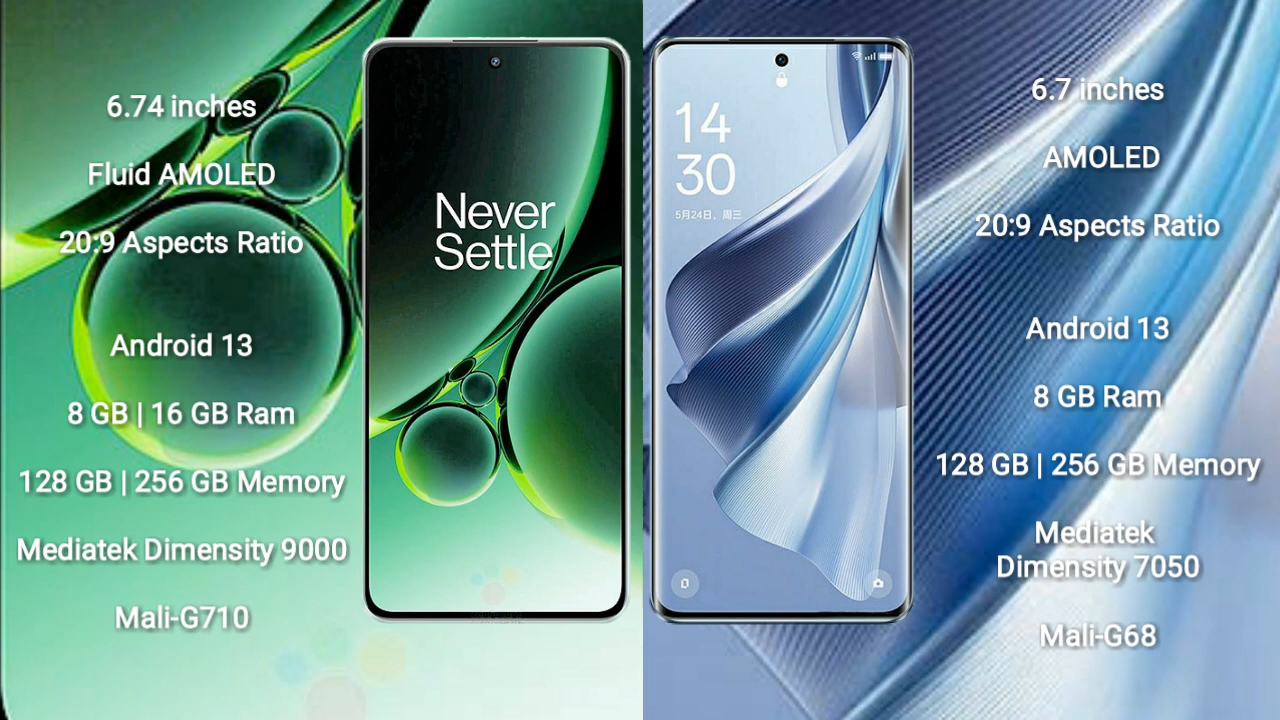 6.74 inches
Fluid AMOLED
20:9 Aspects Ratio
Android 13
8 GB | 16 GB Ram
128 GB | 256 GB Memory
Mediatek Dimensity 9000
Mali-G710
Never
Settle
14
30
5月24日、周三
6.7 inches
AMOLED
20:9 Aspects Ratio
Android 13
8 GB Ram
128 GB | 256 GB Memory
Mediatek
Dimensity 7050
Mali-G68